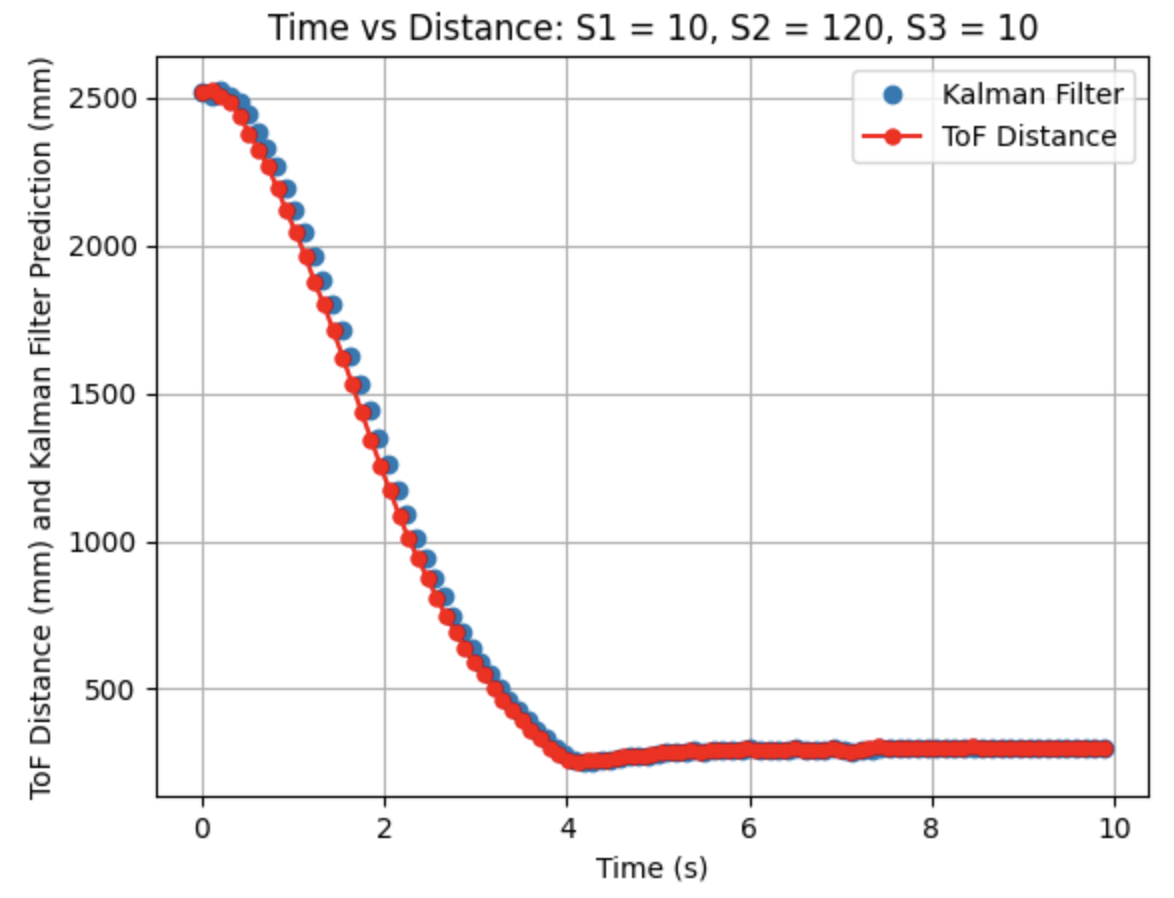 Time vs Distance: S1 = 10, S2 = 120, S3 = 10
ToF Distance (mm) and Kalman Filter Prediction (mm)
2500
2000
1500
1000
500
Kalman Filter
ToF Distance
0 2 4 6 8 10
Time (s)